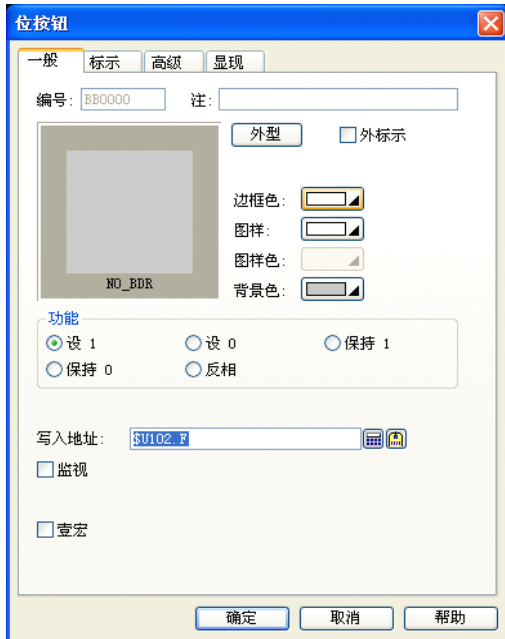 位按钮
一般 标示 高级 显现
编号: BB0000 注:
外型 外标示
边框色:
图样:
图样色:
背景色:
NO_BDR
功能
设 1 设 0 保持 1
保持 0 反相
写入地址: $U102.F
监视
壹宏
确定 取消 帮助